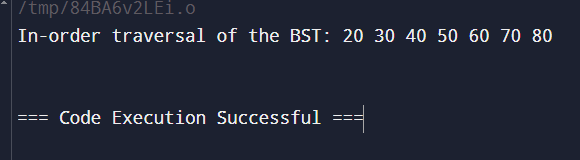 /tmp/84BA6v2LEi.o
In-order traversal of the BST: 20 30 40 50 60 70 80
=== Code Execution Successful ===